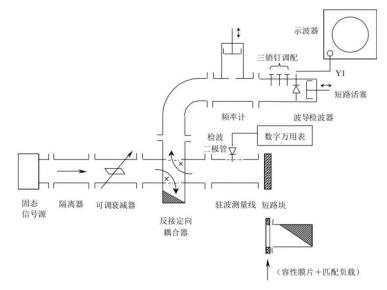 示波器
三销钉调配
Y1
短路活塞
频率计
波导检波器
检波
二极管
数字万用表
固态
信号源
隔离器
可调衰减器
反接定向
耦合器
驻波测量线
短路块
(容性膜片+匹配负载)